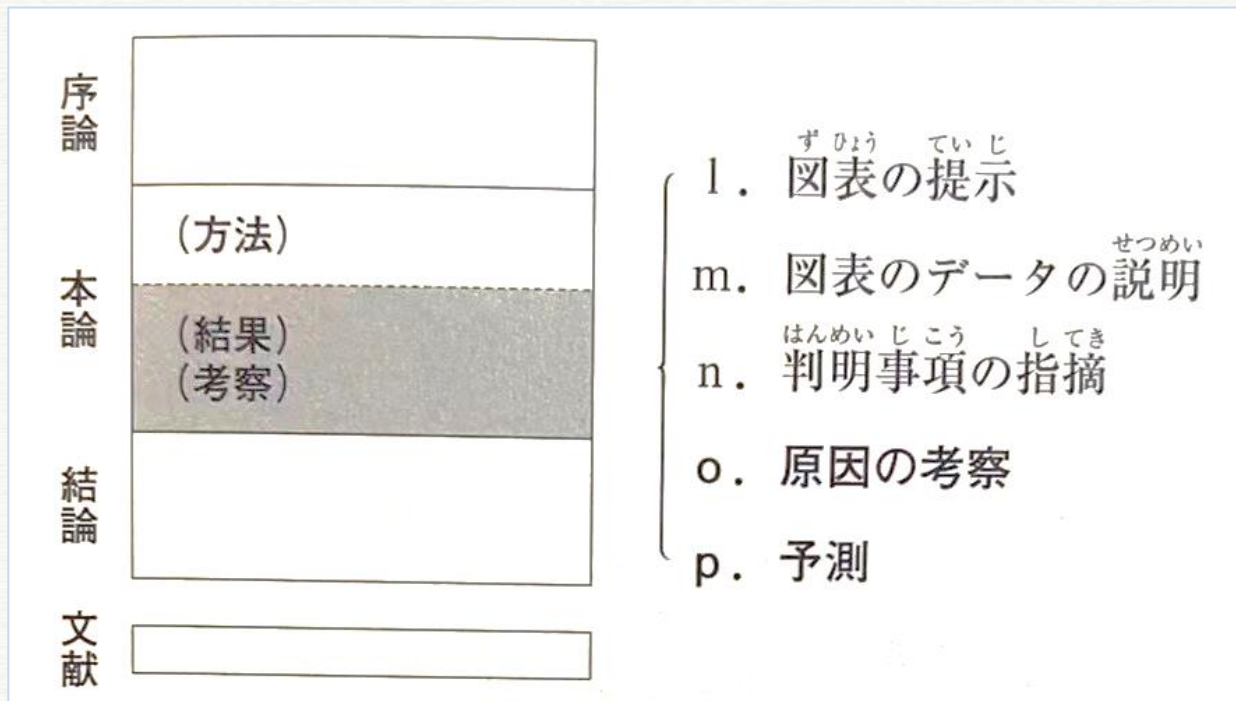 序論
(方法)
本論
(結果)
(考察)
結論
文献
ずひょう ていじ
l．図表の提示
せつめい
m．図表のデータの説明
はんめいじこう してき
n．判明事項の指摘
o．原因の考察
p．予測